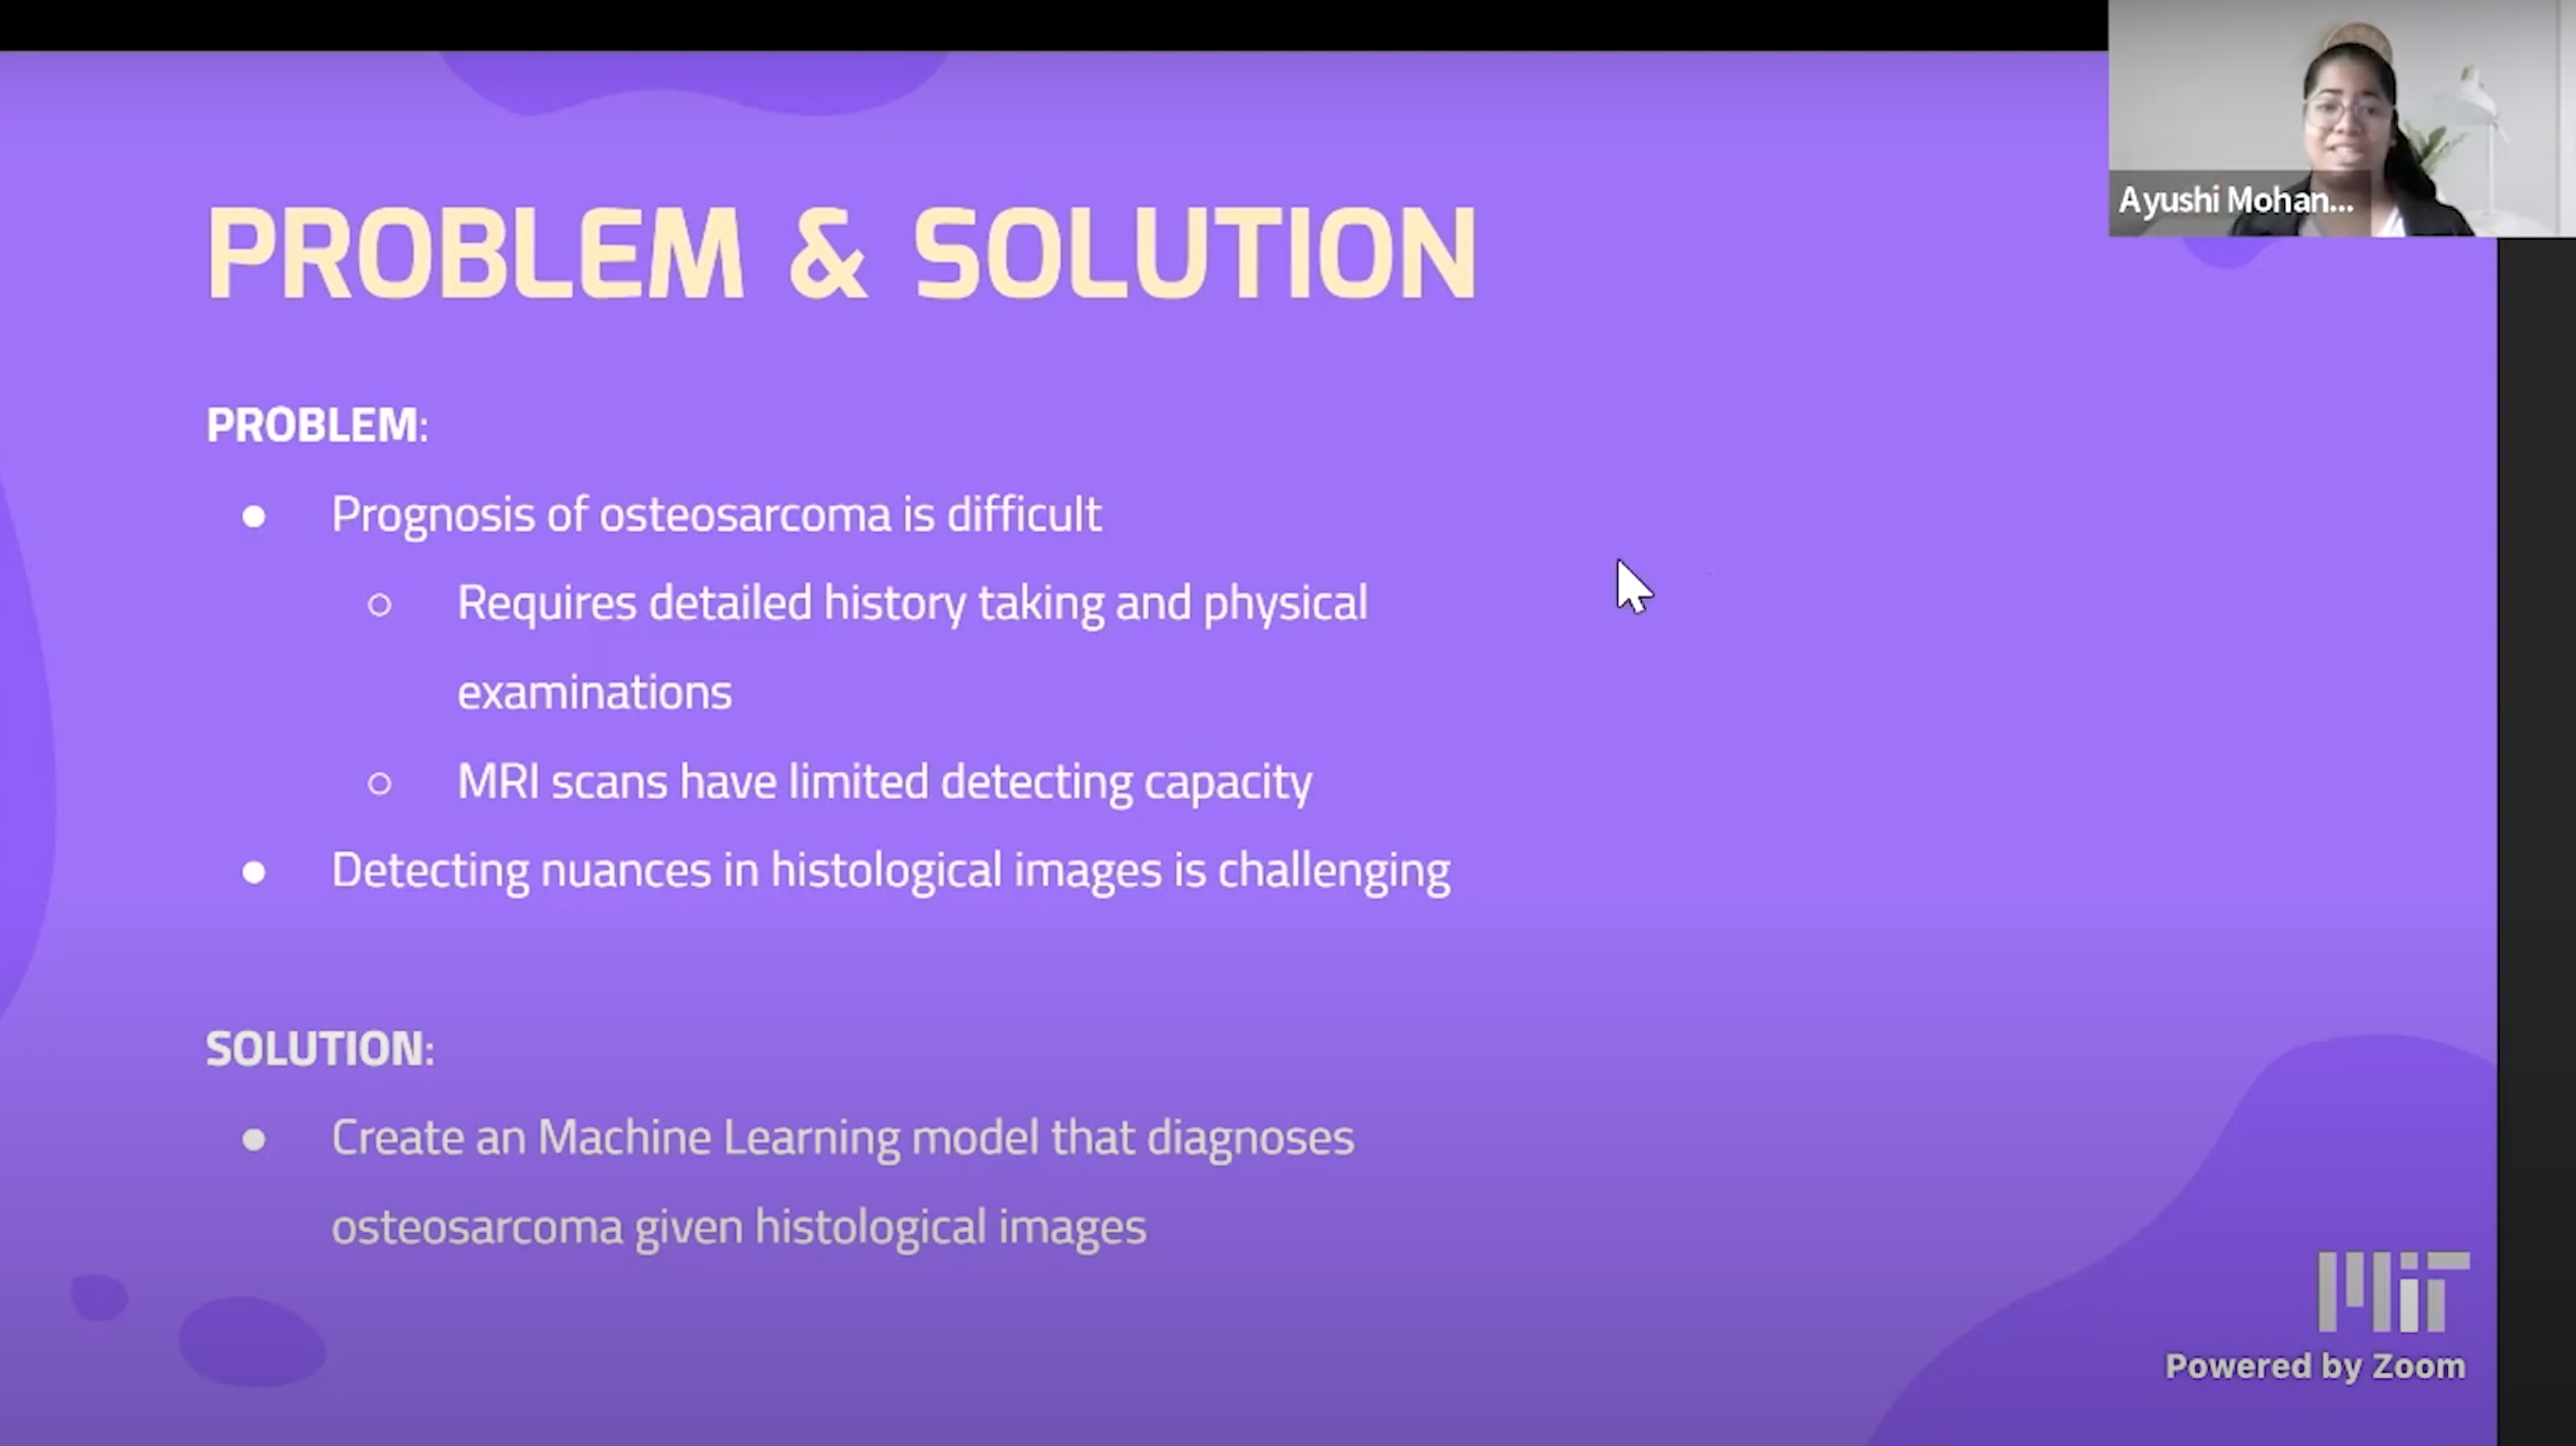 Ayushi Mohan...
PROBLEM & SOLUTION
PROBLEM:
● Prognosis of osteosarcoma is difficult
○ Requires detailed history taking and physical
examinations
○ MRI scans have limited detecting capacity
● Detecting nuances in histological images is challenging
SOLUTION:
● Create an Machine Learning model that diagnoses
osteosarcoma given histological images
MIT
Powered by Zoom